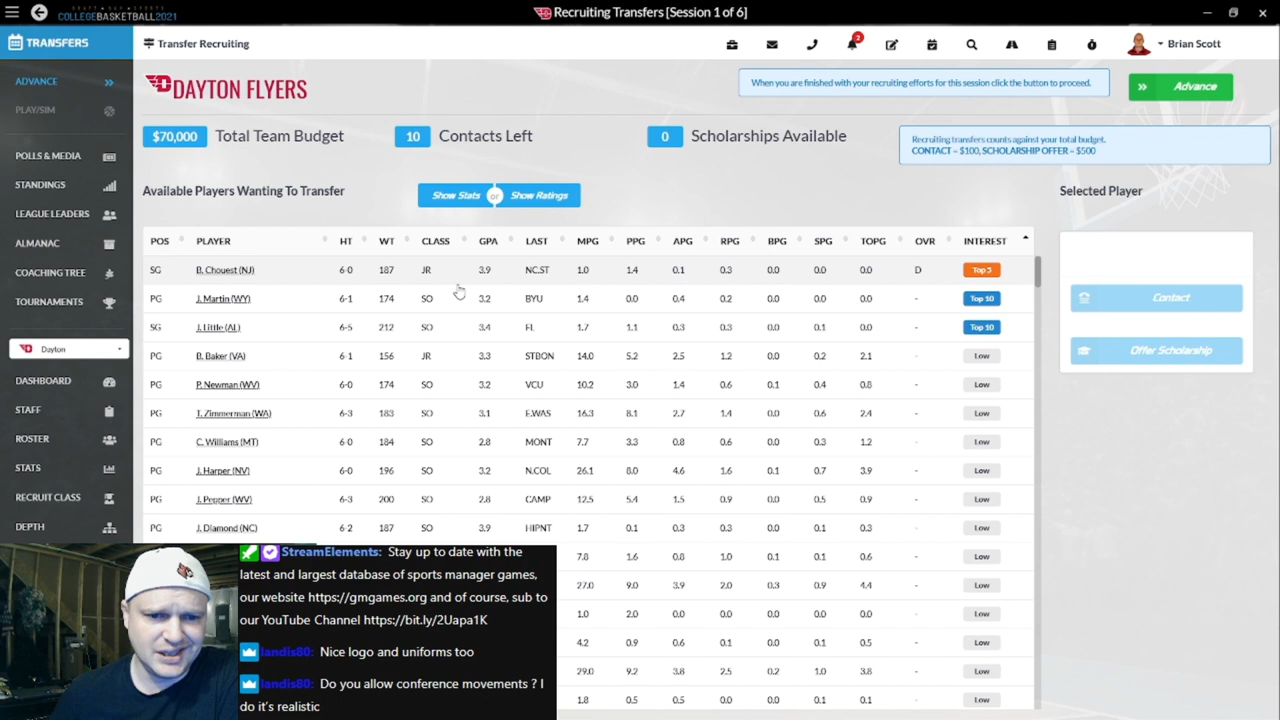 DRAFT DAY SPORTS
COLLEGEBASKETBALL2021
Recruiting Transfers [Session 1 of 6]
TRANSFERS
Transfer Recruiting
2
Brian Scott
ADVANCE
PLAY/SIM
POLLS & MEDIA
STANDINGS
LEAGUE LEADERS
ALMANAC
COACHING TREE
TOURNAMENTS
Dayton
DASHBOARD
STAFF
ROSTER
STATS
RECRUIT CLASS
DEPTH
DAYTON FLYERS
When you are finished with your recruiting efforts for this session click the button to proceed.
Advance
$70,000 Total Team Budget
10 Contacts Left
0 Scholarships Available
Recruiting transfers counts against your total budget.
CONTACT – $100, SCHOLARSHIP OFFER – $500
Available Players Wanting To Transfer
Show Stats or Show Ratings
Selected Player
Contact
Offer Scholarship
POS PLAYER HT WT CLASS GPA LAST MPG PPG APG RPG BPG SPG TOPG OVR INTEREST
SG B. Chouest (NJ) 6-0 187 JR 3.9 NC.ST 1.0 1.4 0.1 0.3 0.0 0.0 0.0 D Top 5
PG J. Martin (WY) 6-1 174 SO 3.2 BYU 1.4 0.0 0.4 0.2 0.0 0.0 0.0 - Top 10
SG J. Little (AL) 6-5 212 SO 3.4 FL 1.7 1.1 0.3 0.3 0.0 0.1 0.0 - Top 10
PG B. Baker (VA) 6-1 156 JR 3.3 STBON 14.0 5.2 2.5 1.2 0.0 0.2 2.1 - Low
PG P. Newman (WV) 6-0 174 SO 3.2 VCU 10.2 3.0 1.4 0.6 0.1 0.4 0.8 - Low
PG T. Zimmerman (WA) 6-3 183 SO 3.1 E.WAS 16.3 8.1 2.7 1.4 0.0 0.6 2.4 - Low
PG C. Williams (MT) 6-0 184 SO 2.8 MONT 7.7 3.3 0.8 0.6 0.0 0.3 1.2 - Low
PG J. Harper (NV) 6-0 196 SO 3.2 N.COL 26.1 8.0 4.6 1.6 0.1 0.7 3.9 - Low
PG J. Pepper (WV) 6-3 200 SO 2.8 CAMP 12.5 5.4 1.5 0.9 0.0 0.5 0.9 - Low
PG J. Diamond (NC) 6-2 187 SO 3.9 HIPNT 1.7 0.1 0.3 0.3 0.0 0.1 0.3 - Low
7.8 1.6 0.8 1.0 0.1 0.1 0.6 - Low
27.0 9.0 3.9 2.0 0.3 0.9 4.4 - Low
1.0 2.0 0.0 0.0 0.0 0.0 0.0 - Low
4.2 0.9 0.6 0.1 0.0 0.1 0.5 - Low
29.0 9.2 3.8 2.5 0.2 1.0 3.8 - Low
1.8 0.5 0.5 0.0 0.0 0.1 0.1 - Low
StreamElements: Stay up to date with the
latest and largest database of sports manager games,
our website https://gmgames.org and of course, sub to
our YouTube Channel https://bit.ly/2Uapa1K
landis80: Nice logo and uniforms too
landis80: Do you allow conference movements ? I
do it's realistic